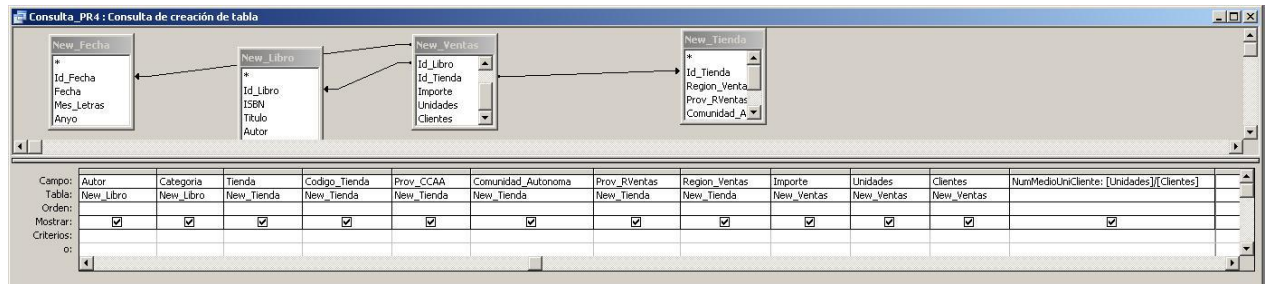 Consulta_PR4 : Consulta de creación de tabla
New_Fecha
*
Id_Fecha
Fecha
Mes_Letras
Anyo
New_Libro
*
Id_Libro
ISBN
Titulo
Autor
New_Ventas
Id_Libro
Id_Tienda
Importe
Unidades
Clientes
New_Tienda
*
Id_Tienda
Region_Venta
Prov_RVentas
Comunidad_A
Campo: Autor Categoria Tienda Codigo_Tienda Prov_CCAA Comunidad_Autonoma Prov_RVentas Region_Ventas Importe Unidades Clientes NumMedioUniCliente: [Unidades]/[Clientes]
Tabla: New_Libro New_Libro New_Tienda New_Tienda New_Tienda New_Tienda New_Tienda New_Tienda New_Ventas New_Ventas New_Ventas
Orden:
Mostrar:
Criterios:
o: